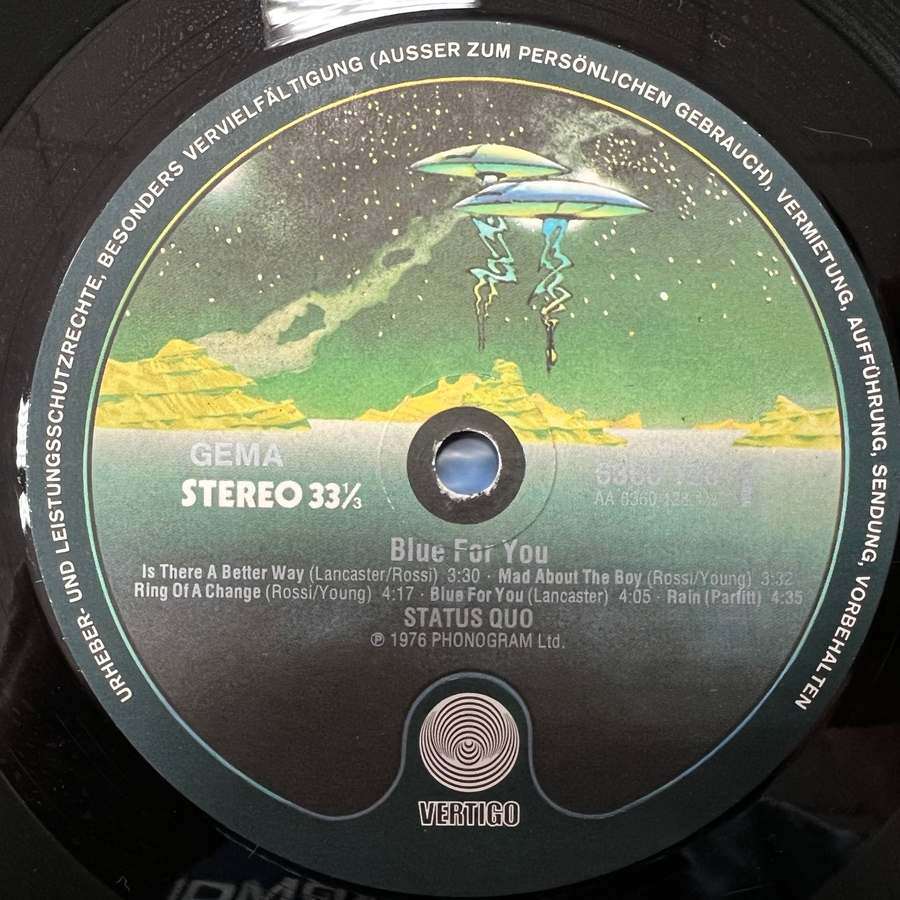 URHEBER- UND LEISTUNGSSCHUTZRECHTE, BESONDERS VERVIELFÄLTIGUNG (AUSSER ZUM PERSÖNLICHEN GEBRAUCH), VERMIETUNG, AUFFÜHRUNG, SENDUNG, VORBEHALTEN
GEMA
STEREO 33⅓
Blue For You
Is There A Better Way (Lancaster/Rossi) 3:30 · Mad About The Boy (Rossi/Young) 3:32
Ring Of A Change (Rossi/Young) 4:17 · Blue For You (Lancaster) 4:05 · Rain (Parfitt) 4:35
STATUS QUO
℗ 1976 PHONOGRAM Ltd.
VERTIGO